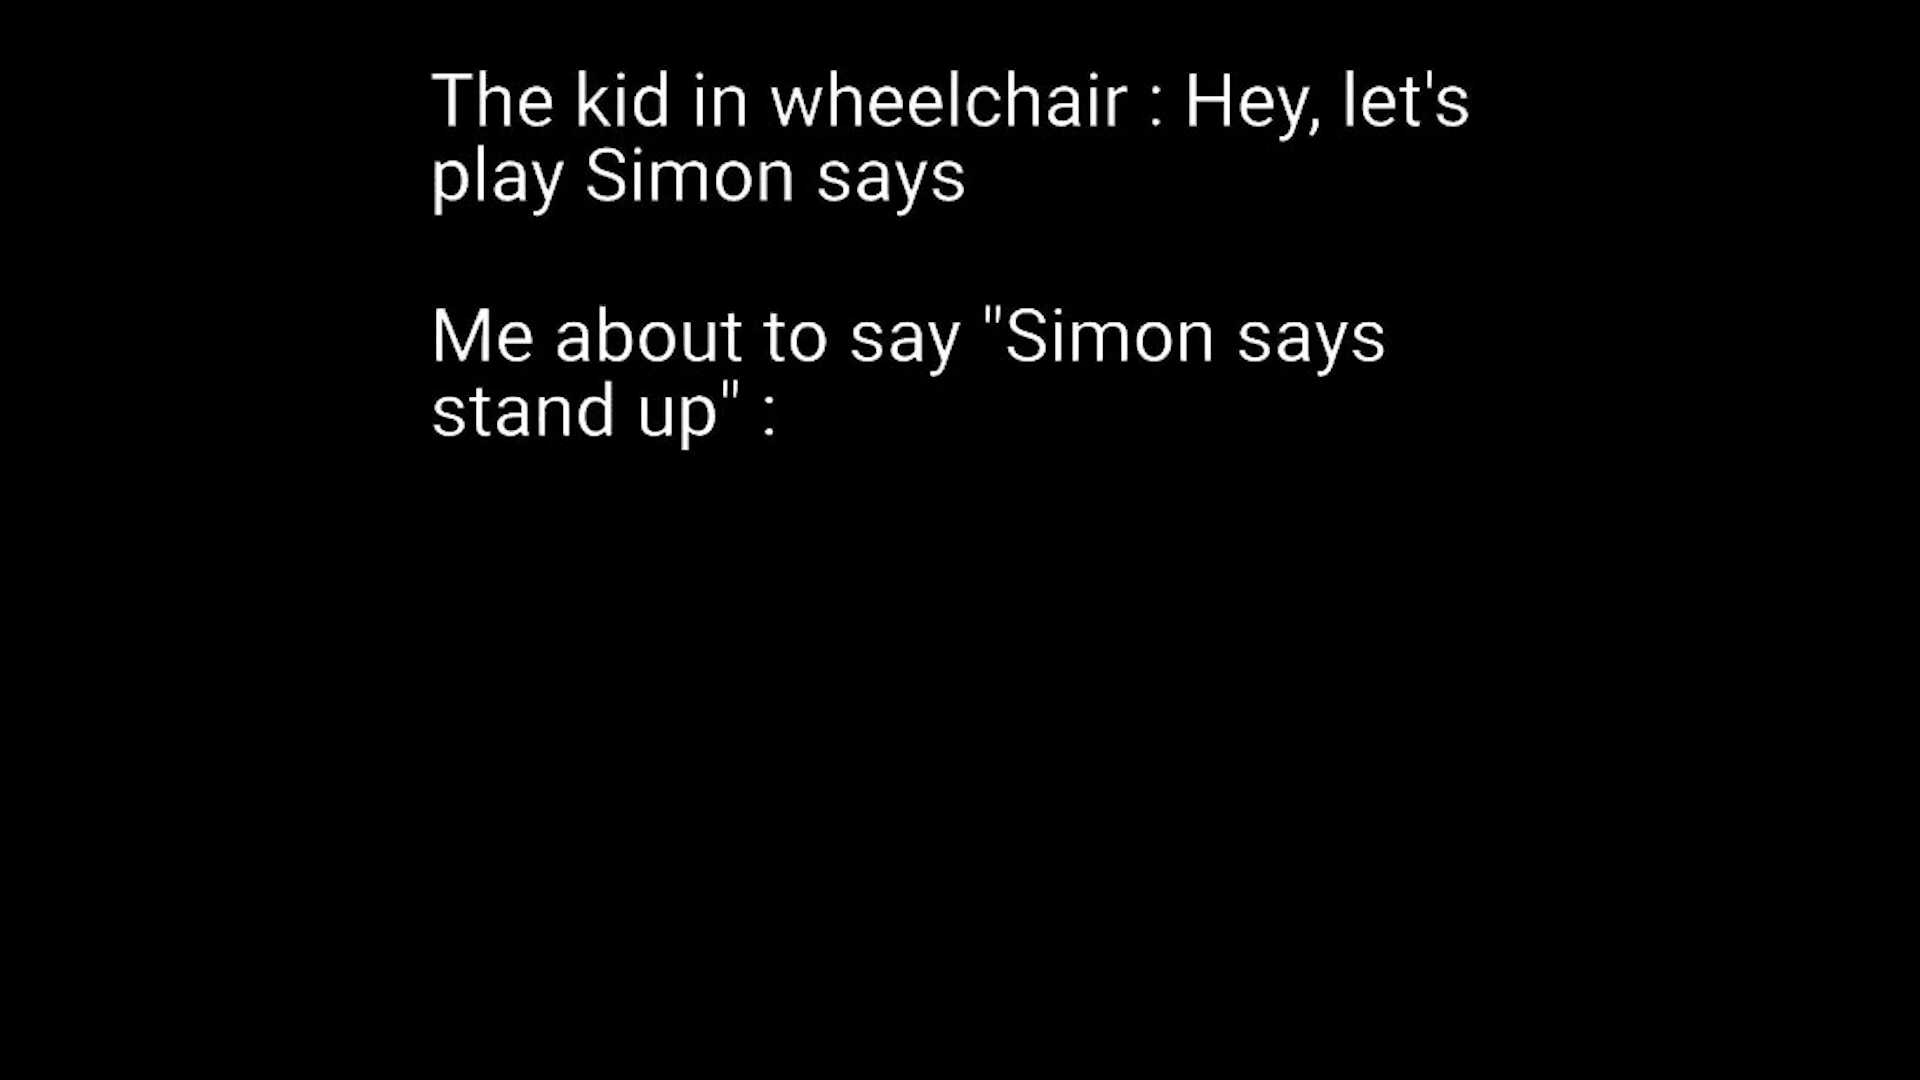 The kid in wheelchair : Hey, let's
play Simon says
Me about to say "Simon says
stand up" :